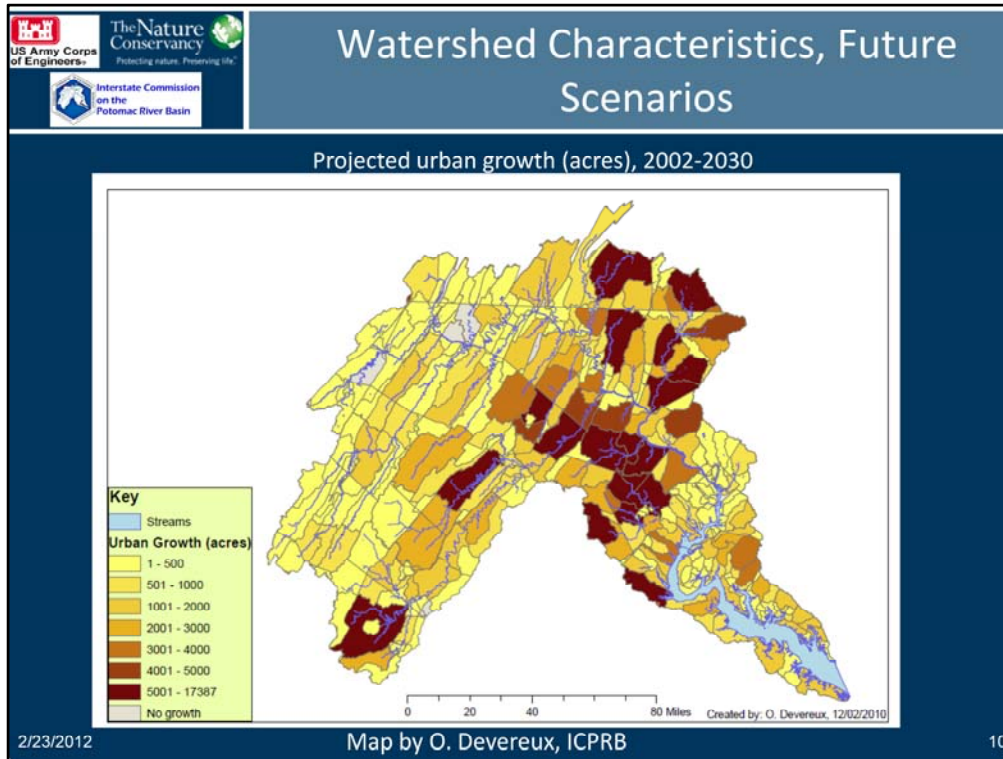 US Army Corps
of Engineers®
The Nature
Conservancy
Protecting nature. Preserving life.™
Interstate Commission
on the
Potomac River Basin
Watershed Characteristics, Future
Scenarios
Projected urban growth (acres), 2002-2030
Key
Streams
Urban Growth (acres)
1 - 500
501 - 1000
1001 - 2000
2001 - 3000
3001 - 4000
4001 - 5000
5001 - 17387
No growth
0 20 40 80 Miles
Created by: O. Devereux, 12/02/2010
2/23/2012
Map by O. Devereux, ICPRB
10